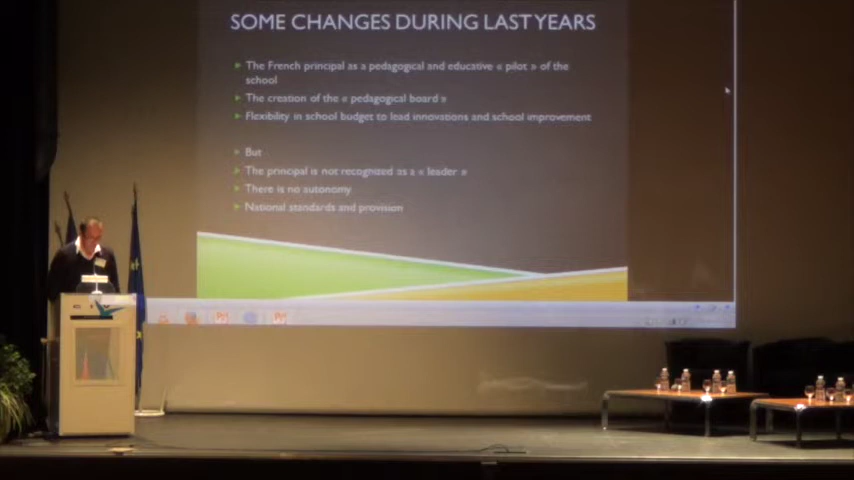 SOME CHANGES DURING LAST YEARS
The French principal as a pedagogical and educative « pilot » of the
school
The creation of the « pedagogical board »
Flexibility in school budget to lead innovations and school improvement
But
The principal is not recognized as a « leader »
There is no autonomy
National standards and provision